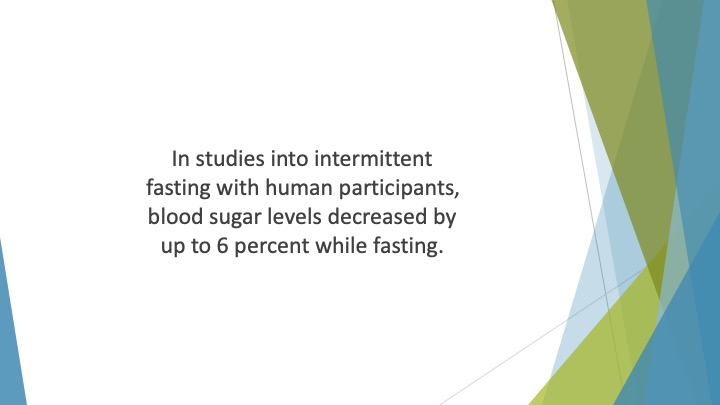 In studies into intermittent
fasting with human participants,
blood sugar levels decreased by
up to 6 percent while fasting.